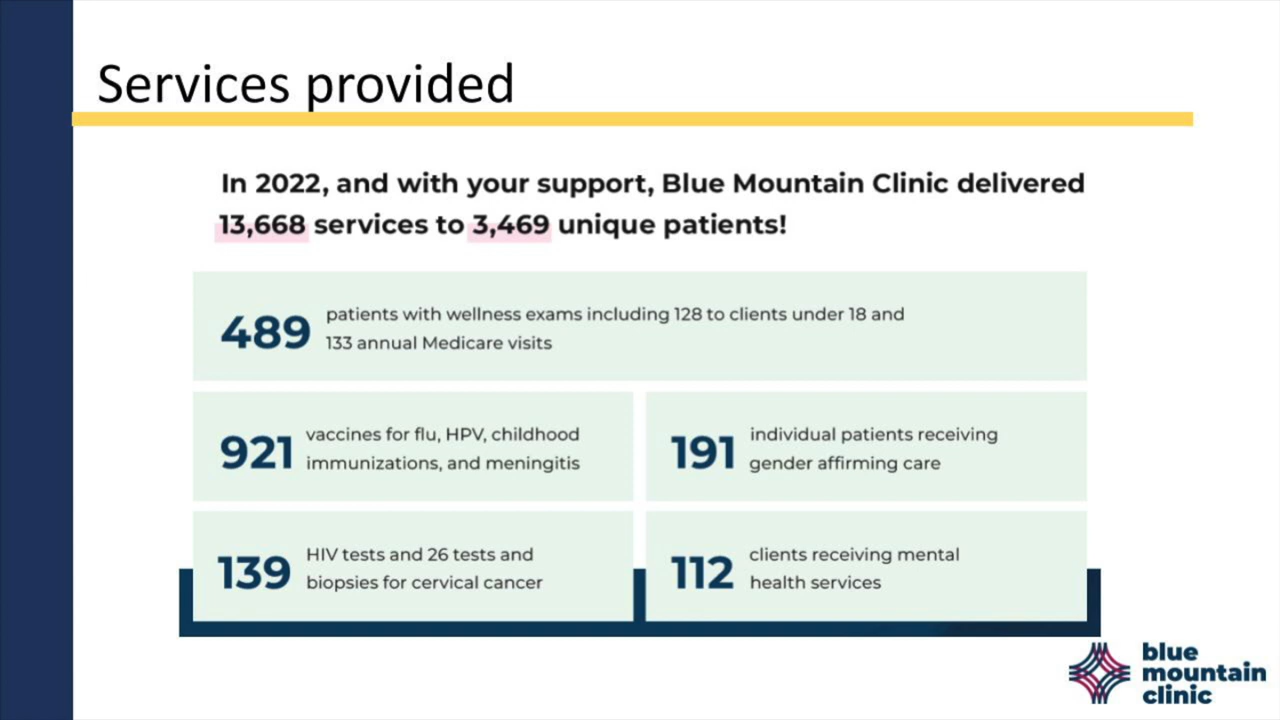 Services provided
In 2022, and with your support, Blue Mountain Clinic delivered
13,668 services to 3,469 unique patients!
489
patients with wellness exams including 128 to clients under 18 and
133 annual Medicare visits
921
vaccines for flu, HPV, childhood
immunizations, and meningitis
191
individual patients receiving
gender affirming care
139
HIV tests and 26 tests and
biopsies for cervical cancer
112
clients receiving mental
health services
blue
mountain
clinic